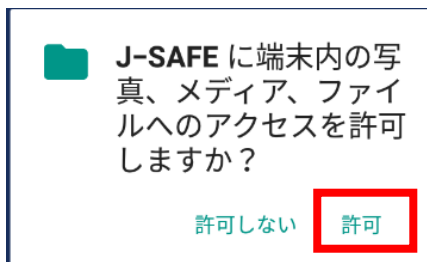 J-SAFE に端末内の写
真、メディア、ファイ
ルへのアクセスを許可
しますか？
許可しない 許可